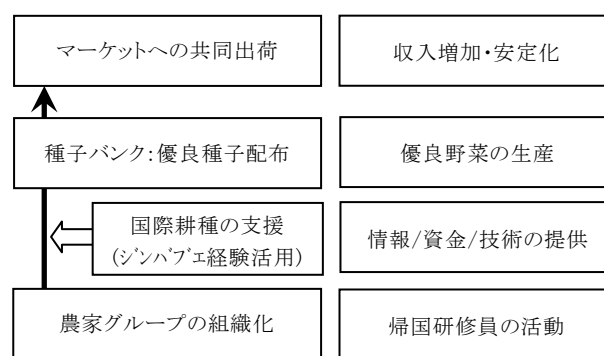 マーケットへの共同出荷
収入増加・安定化
種子バンク:優良種子配布
優良野菜の生産
国際耕種の支援
(ジンバブエ経験活用)
情報/資金/技術の提供
農家グループの組織化
帰国研修員の活動